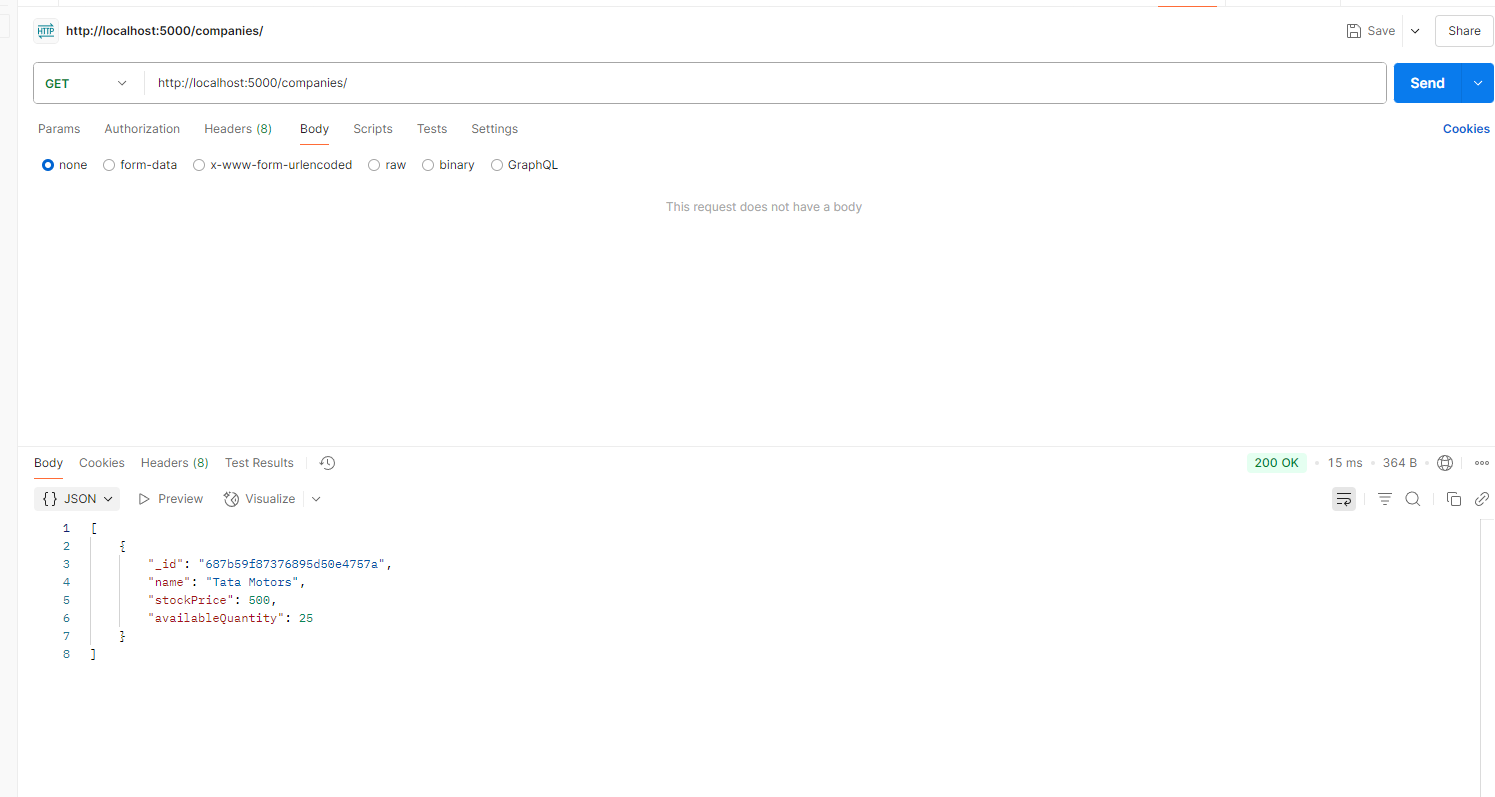 HTTP http://localhost:5000/companies/ Save Share
GET http://localhost:5000/companies/ Send
Params Authorization Headers (8) Body Scripts Tests Settings Cookies
none form-data x-www-form-urlencoded raw binary GraphQL
This request does not have a body
Body Cookies Headers (8) Test Results 200 OK • 15 ms • 364 B •
{} JSON Preview Visualize
1 [
2 {
3 "_id": "687b59f87376895d50e4757a",
4 "name": "Tata Motors",
5 "stockPrice": 500,
6 "availableQuantity": 25
7 }
8 ]